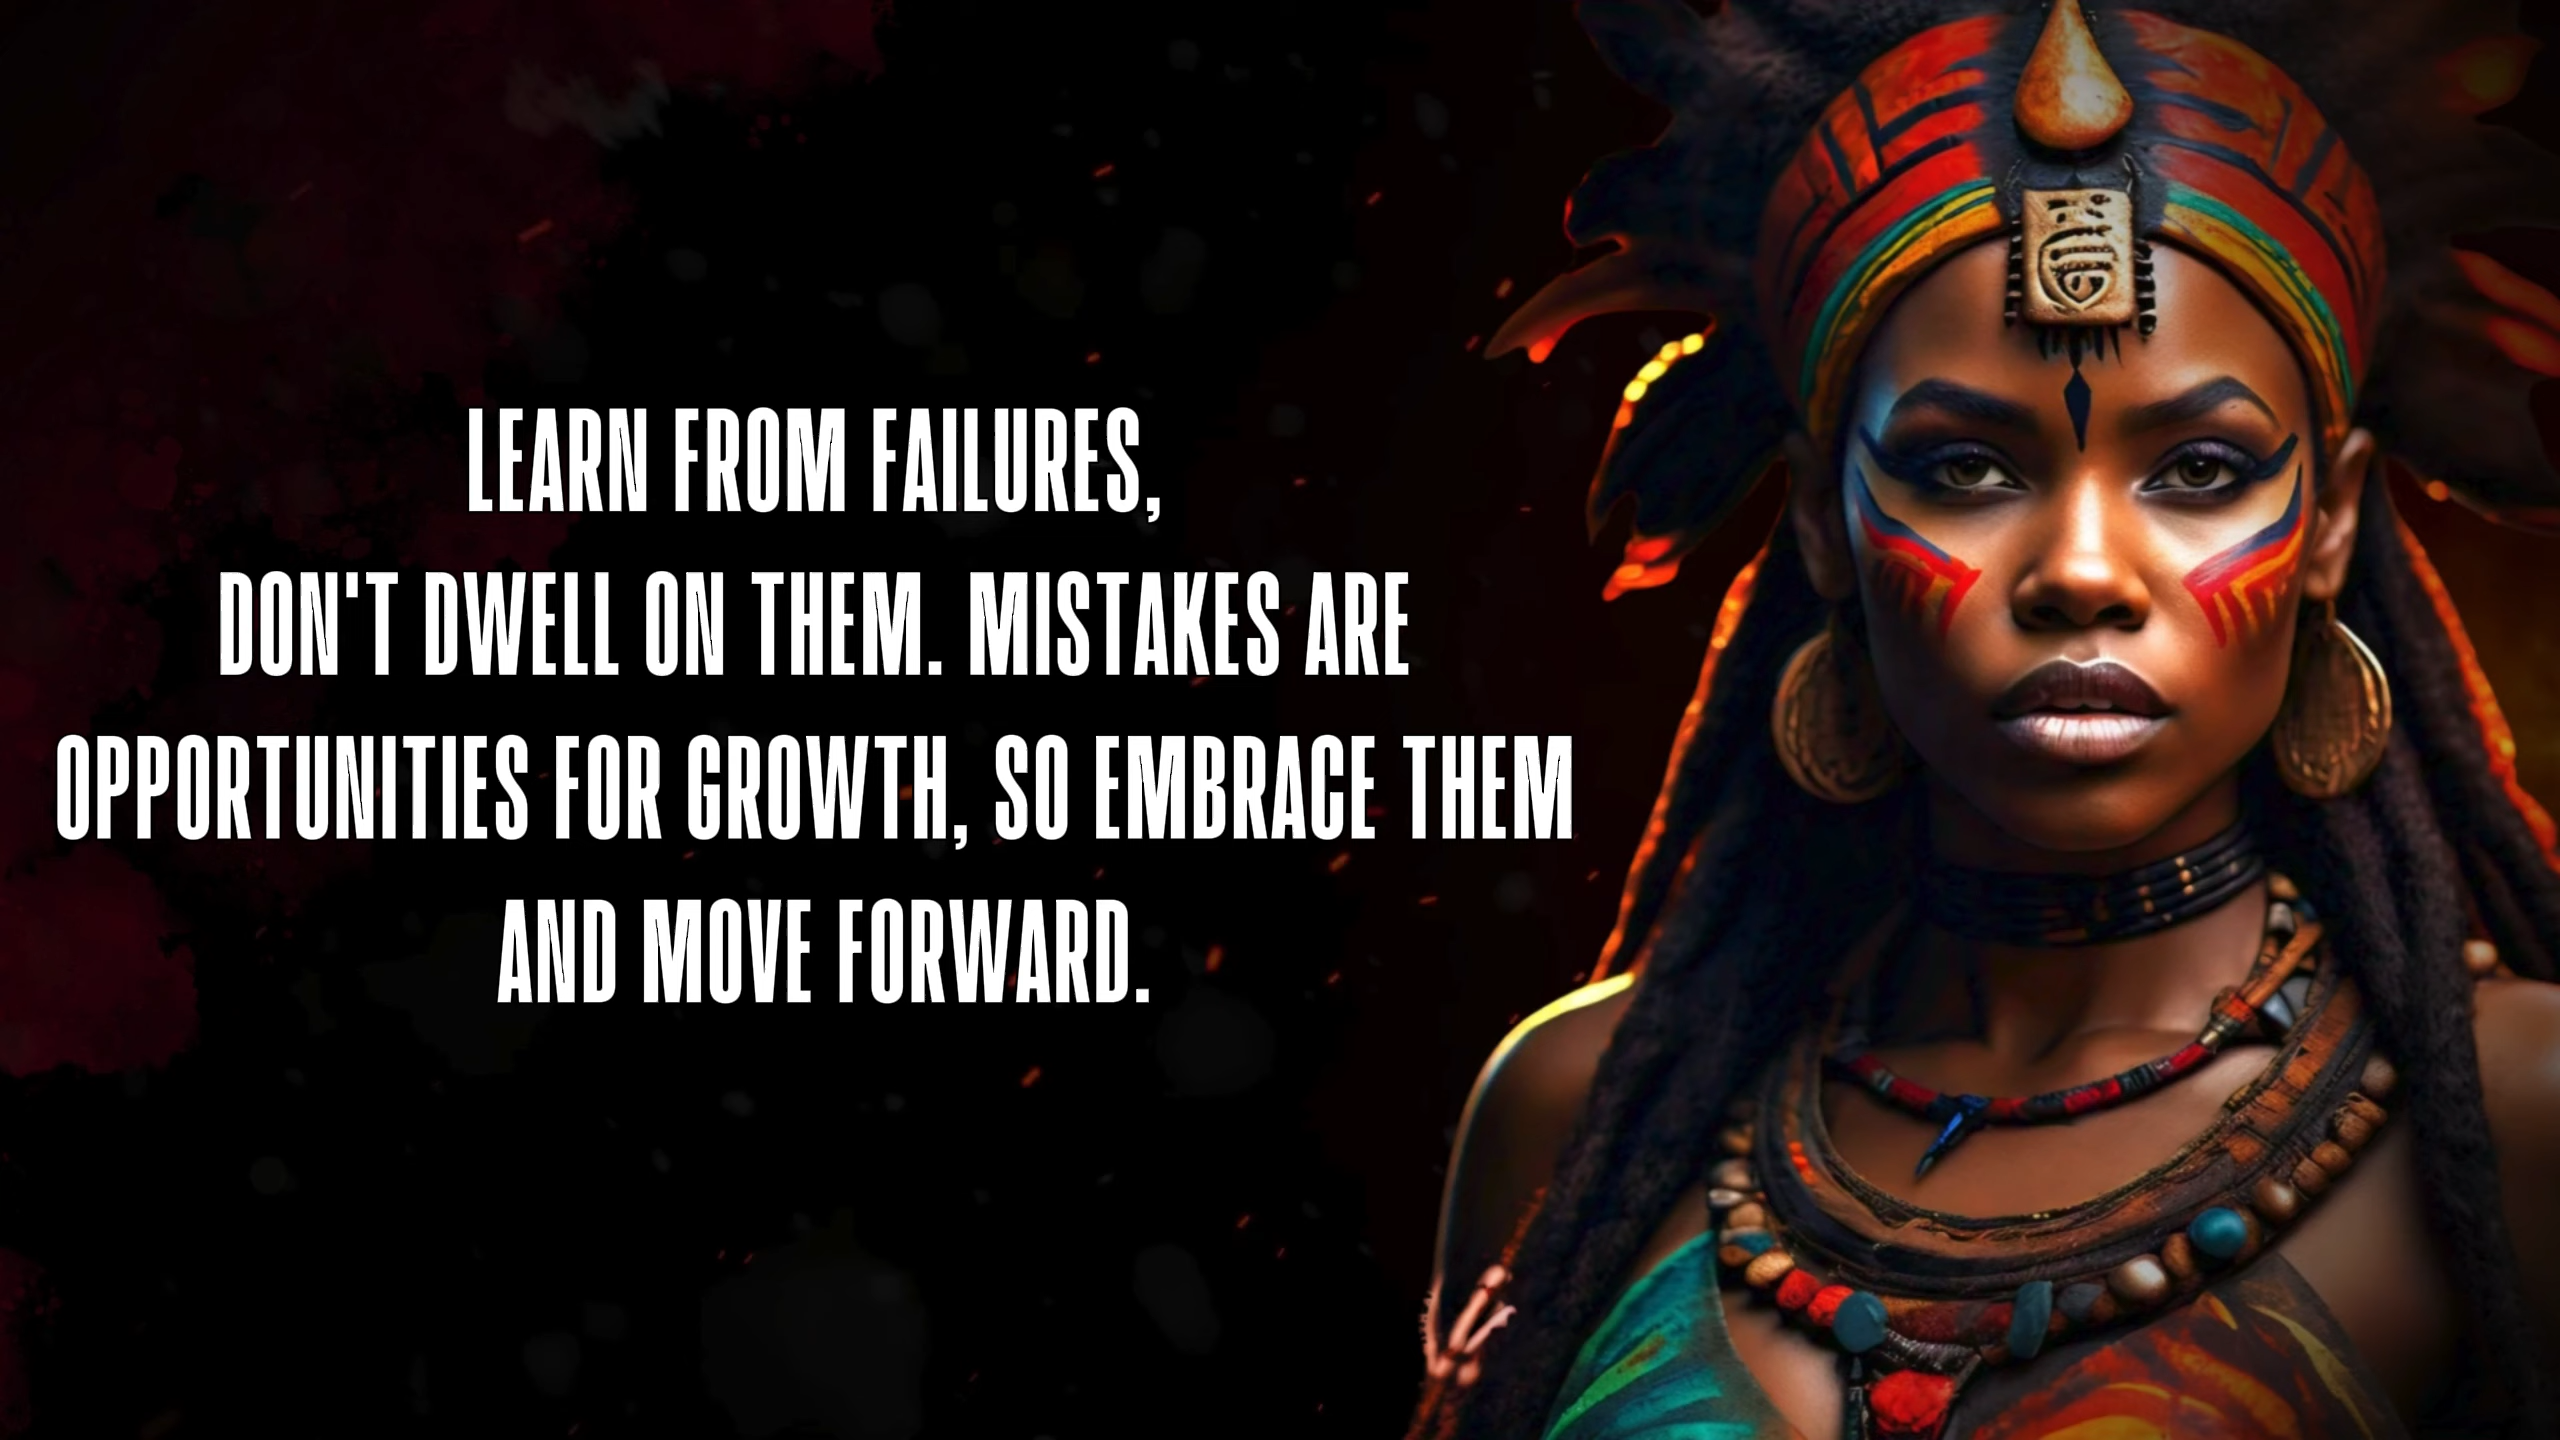 LEARN FROM FAILURES,
DON'T DWELL ON THEM. MISTAKES ARE
OPPORTUNITIES FOR GROWTH, SO EMBRACE THEM
AND MOVE FORWARD.